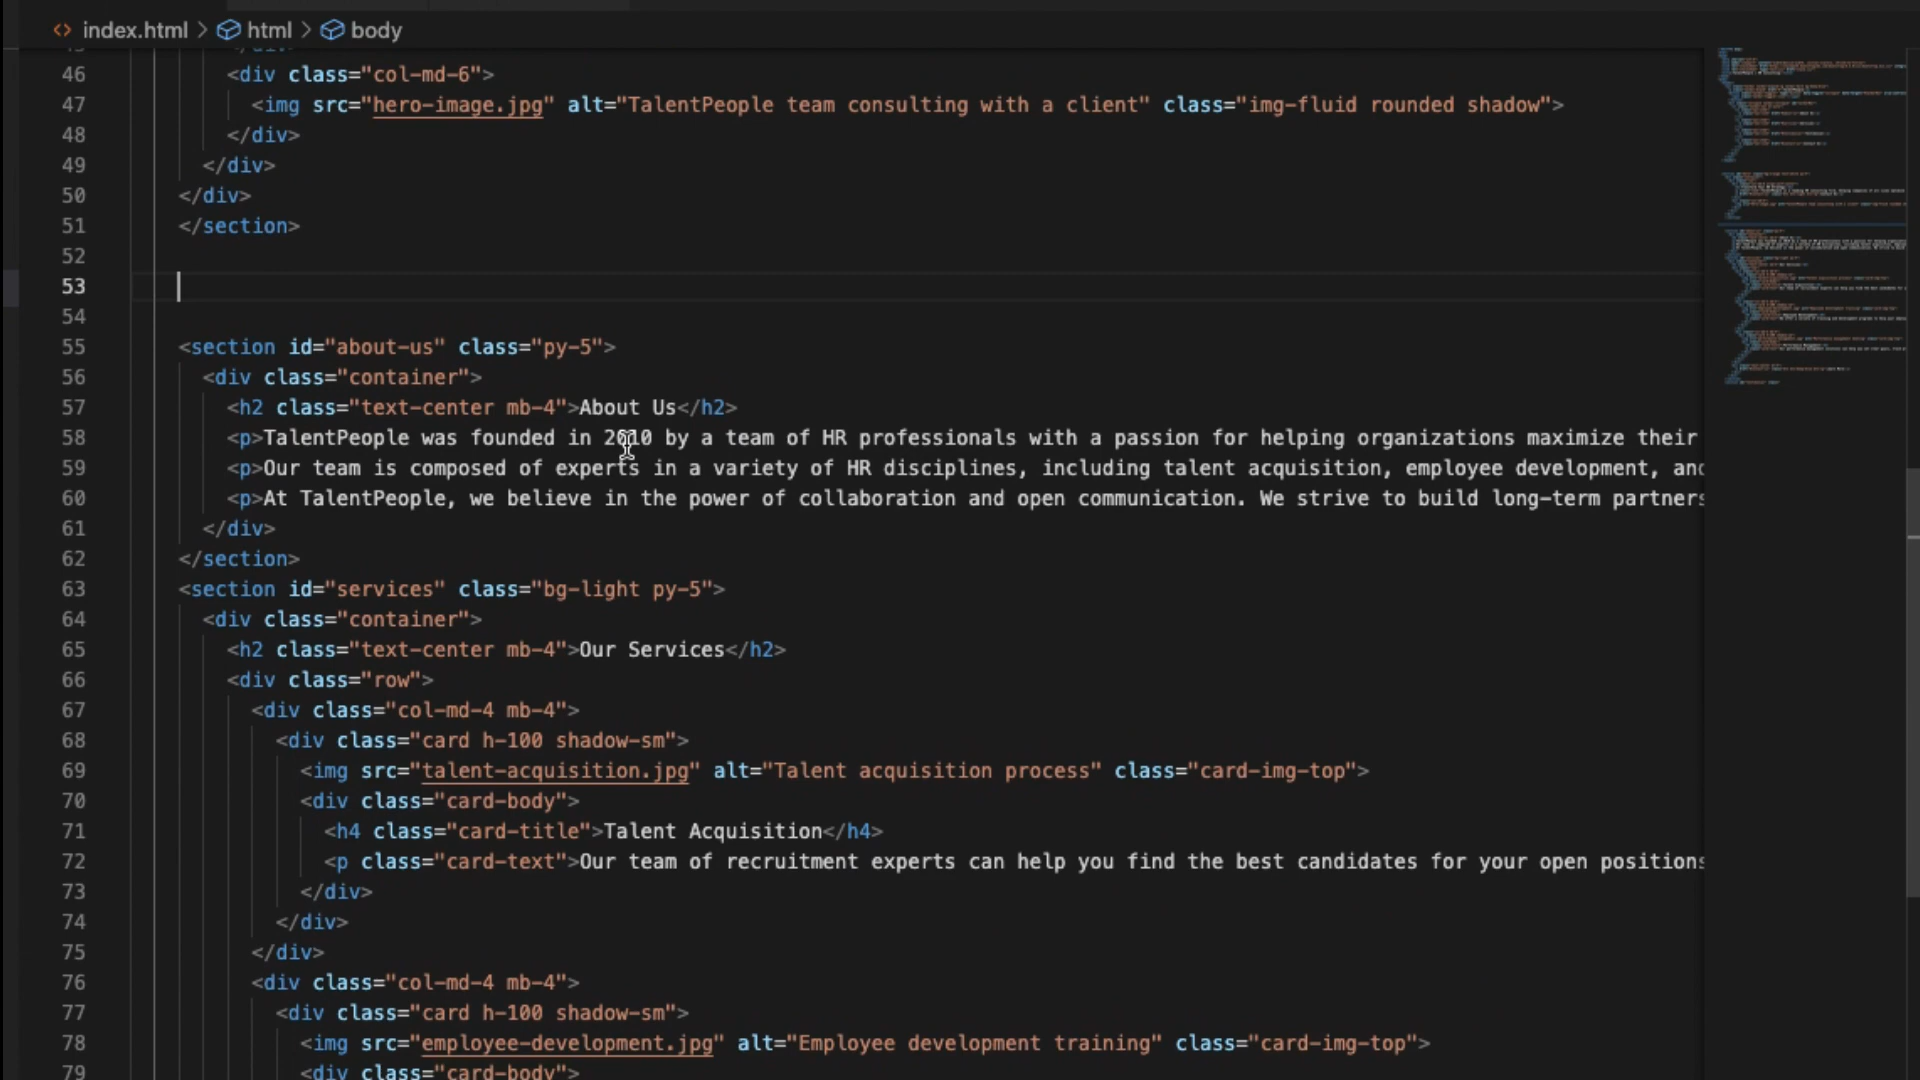 index.html > html > body
46 <div class="col-md-6">
47 <img src="hero-image.jpg" alt="TalentPeople team consulting with a client" class="img-fluid rounded shadow">
48 </div>
49 </div>
50 </div>
51 </section>
52
53
54
55 <section id="about-us" class="py-5">
56 <div class="container">
57 <h2 class="text-center mb-4">About Us</h2>
58 <p>TalentPeople was founded in 2010 by a team of HR professionals with a passion for helping organizations maximize their
59 <p>Our team is composed of experts in a variety of HR disciplines, including talent acquisition, employee development, and
60 <p>At TalentPeople, we believe in the power of collaboration and open communication. We strive to build long-term partners
61 </div>
62 </section>
63 <section id="services" class="bg-light py-5">
64 <div class="container">
65 <h2 class="text-center mb-4">Our Services</h2>
66 <div class="row">
67 <div class="col-md-4 mb-4">
68 <div class="card h-100 shadow-sm">
69 <img src="talent-acquisition.jpg" alt="Talent acquisition process" class="card-img-top">
70 <div class="card-body">
71 <h4 class="card-title">Talent Acquisition</h4>
72 <p class="card-text">Our team of recruitment experts can help you find the best candidates for your open positions
73 </div>
74 </div>
75 </div>
76 <div class="col-md-4 mb-4">
77 <div class="card h-100 shadow-sm">
78 <img src="employee-development.jpg" alt="Employee development training" class="card-img-top">
79 <div class="card-body">